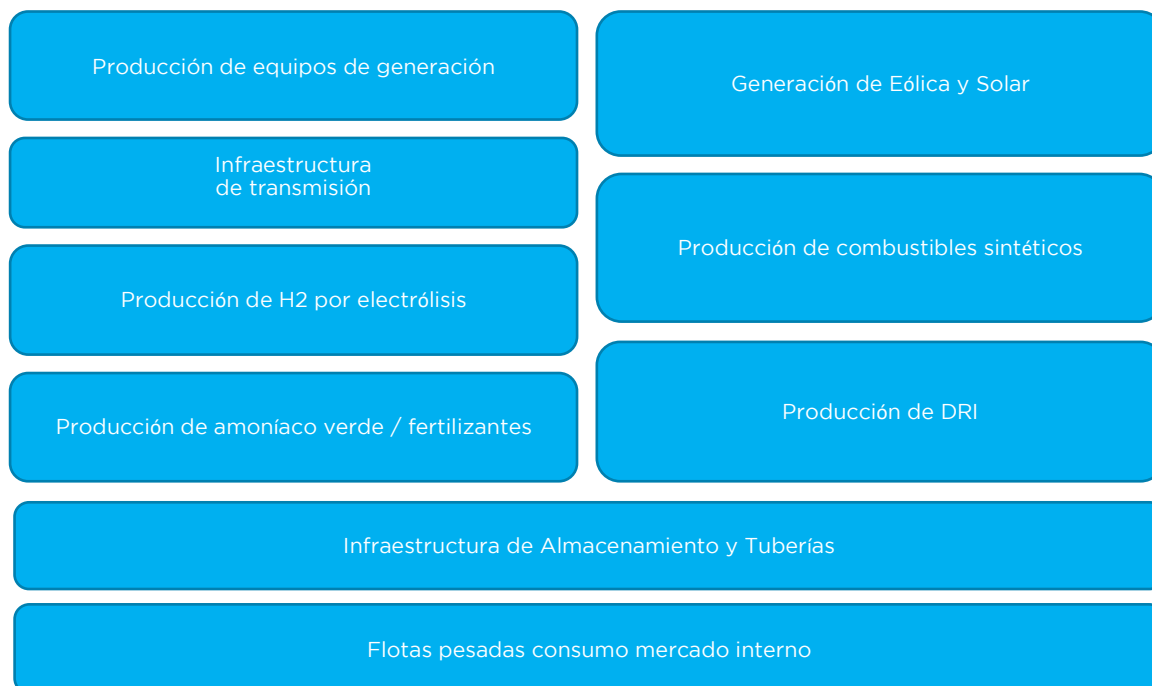 Producción de equipos de generación
Generación de Eólica y Solar
Infraestructura
de transmisión
Producción de combustibles sintéticos
Producción de H2 por electrólisis
Producción de amoníaco verde / fertilizantes
Producción de DRI
Infraestructura de Almacenamiento y Tuberías
Flotas pesadas consumo mercado interno